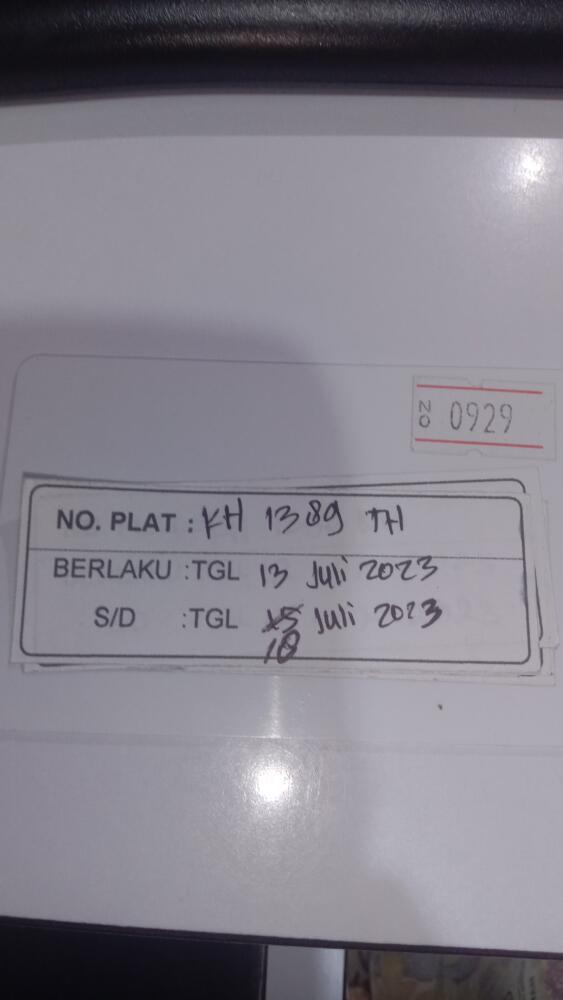 NO 0929
NO. PLAT : KH 1389 TH
BERLAKU : TGL 13 Juli 2023
S/D : TGL 15 Juli 2023
18